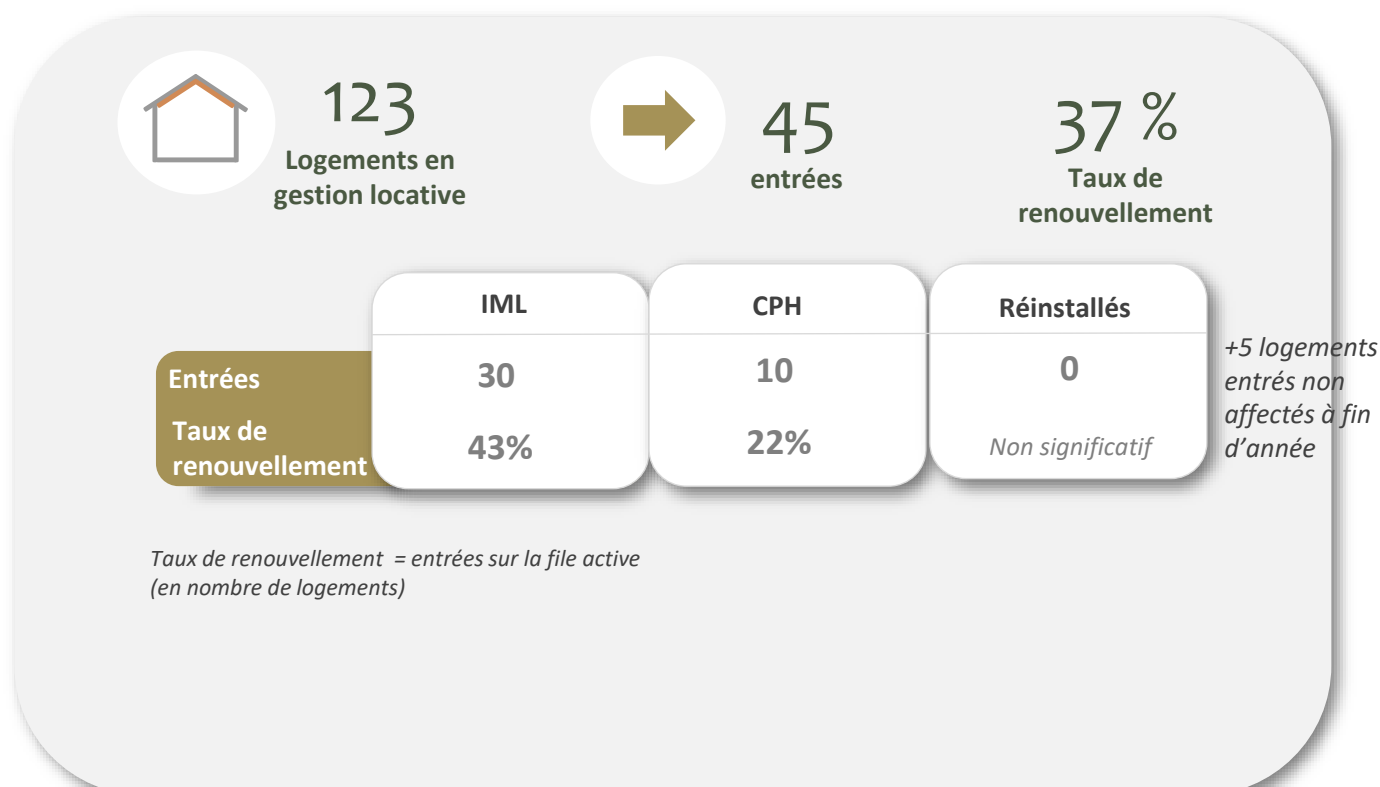 123
Logements en
gestion locative
45
entrées
37 %
Taux de
renouvellement
IML
CPH
Réinstallés
Entrées
30
10
0
Taux de
renouvellement
43%
22%
Non significatif
+5 logements
entrés non
affectés à fin
d’année
Taux de renouvellement = entrées sur la file active
(en nombre de logements)